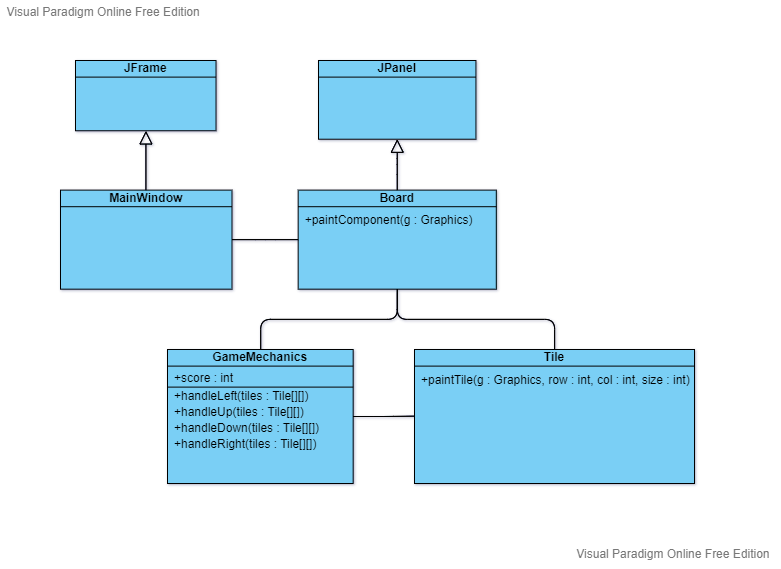 Visual Paradigm Online Free Edition
JFrame
JPanel
MainWindow
Board
+paintComponent(g : Graphics)
GameMechanics
+score : int
+handleLeft(tiles : Tile[][])
+handleUp(tiles : Tile[][])
+handleDown(tiles : Tile[][])
+handleRight(tiles : Tile[][])
Tile
+paintTile(g : Graphics, row : int, col : int, size : int)
Visual Paradigm Online Free Edition